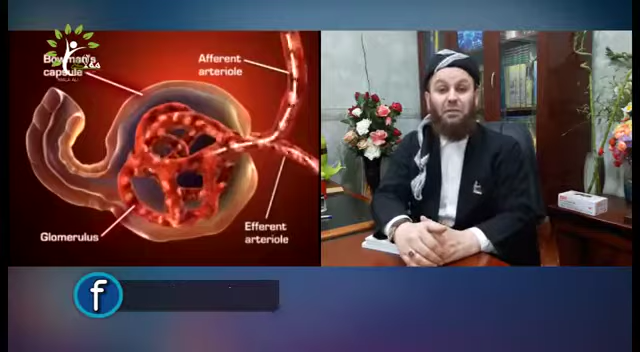 Bowman's
capsule
Afferent
arteriole
Glomerulus
Efferent
arteriole
f